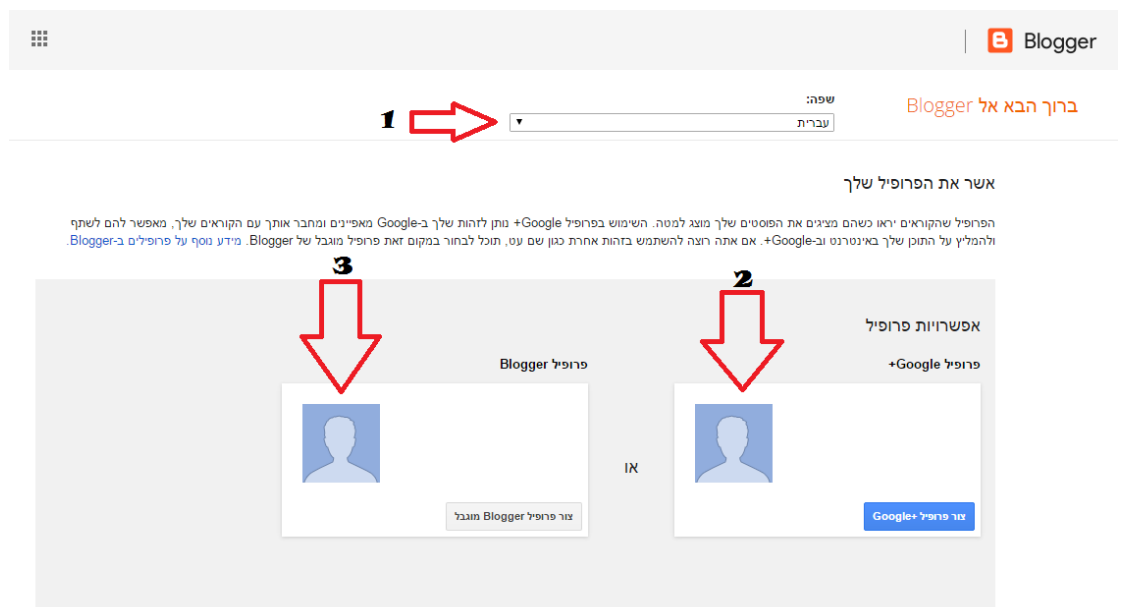 Blogger
ברוך הבא אל Blogger
שפה:
עברית
1
אשר את הפרופיל שלך
הפרופיל שהקוראים יראו כשהם מציגים את הפוסטים שלך מוצג למטה. השימוש בפרופיל Google+ נותן לזהות שלך ב-Google מאפיינים ומחבר אותך עם הקוראים שלך, מאפשר להם לשתף
ולהמליץ על התוכן שלך באינטרנט וב-Google+. אם אתה רוצה להשתמש בזהות אחרת כגון שם עט, תוכל לבחור במקום זאת פרופיל מוגבל של Blogger. מידע נוסף על פרופילים ב-Blogger.
2
3
אפשרויות פרופיל
פרופיל Google+
פרופיל Blogger
או
צור פרופיל Google+
צור פרופיל Blogger מוגבל